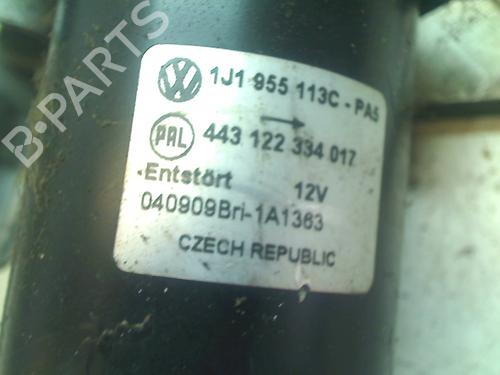 B-PARTS
1J1 955 113C - PA5
PAL 443 122 334 017
Entstört 12V
040909Bri-1A1363
CZECH REPUBLIC